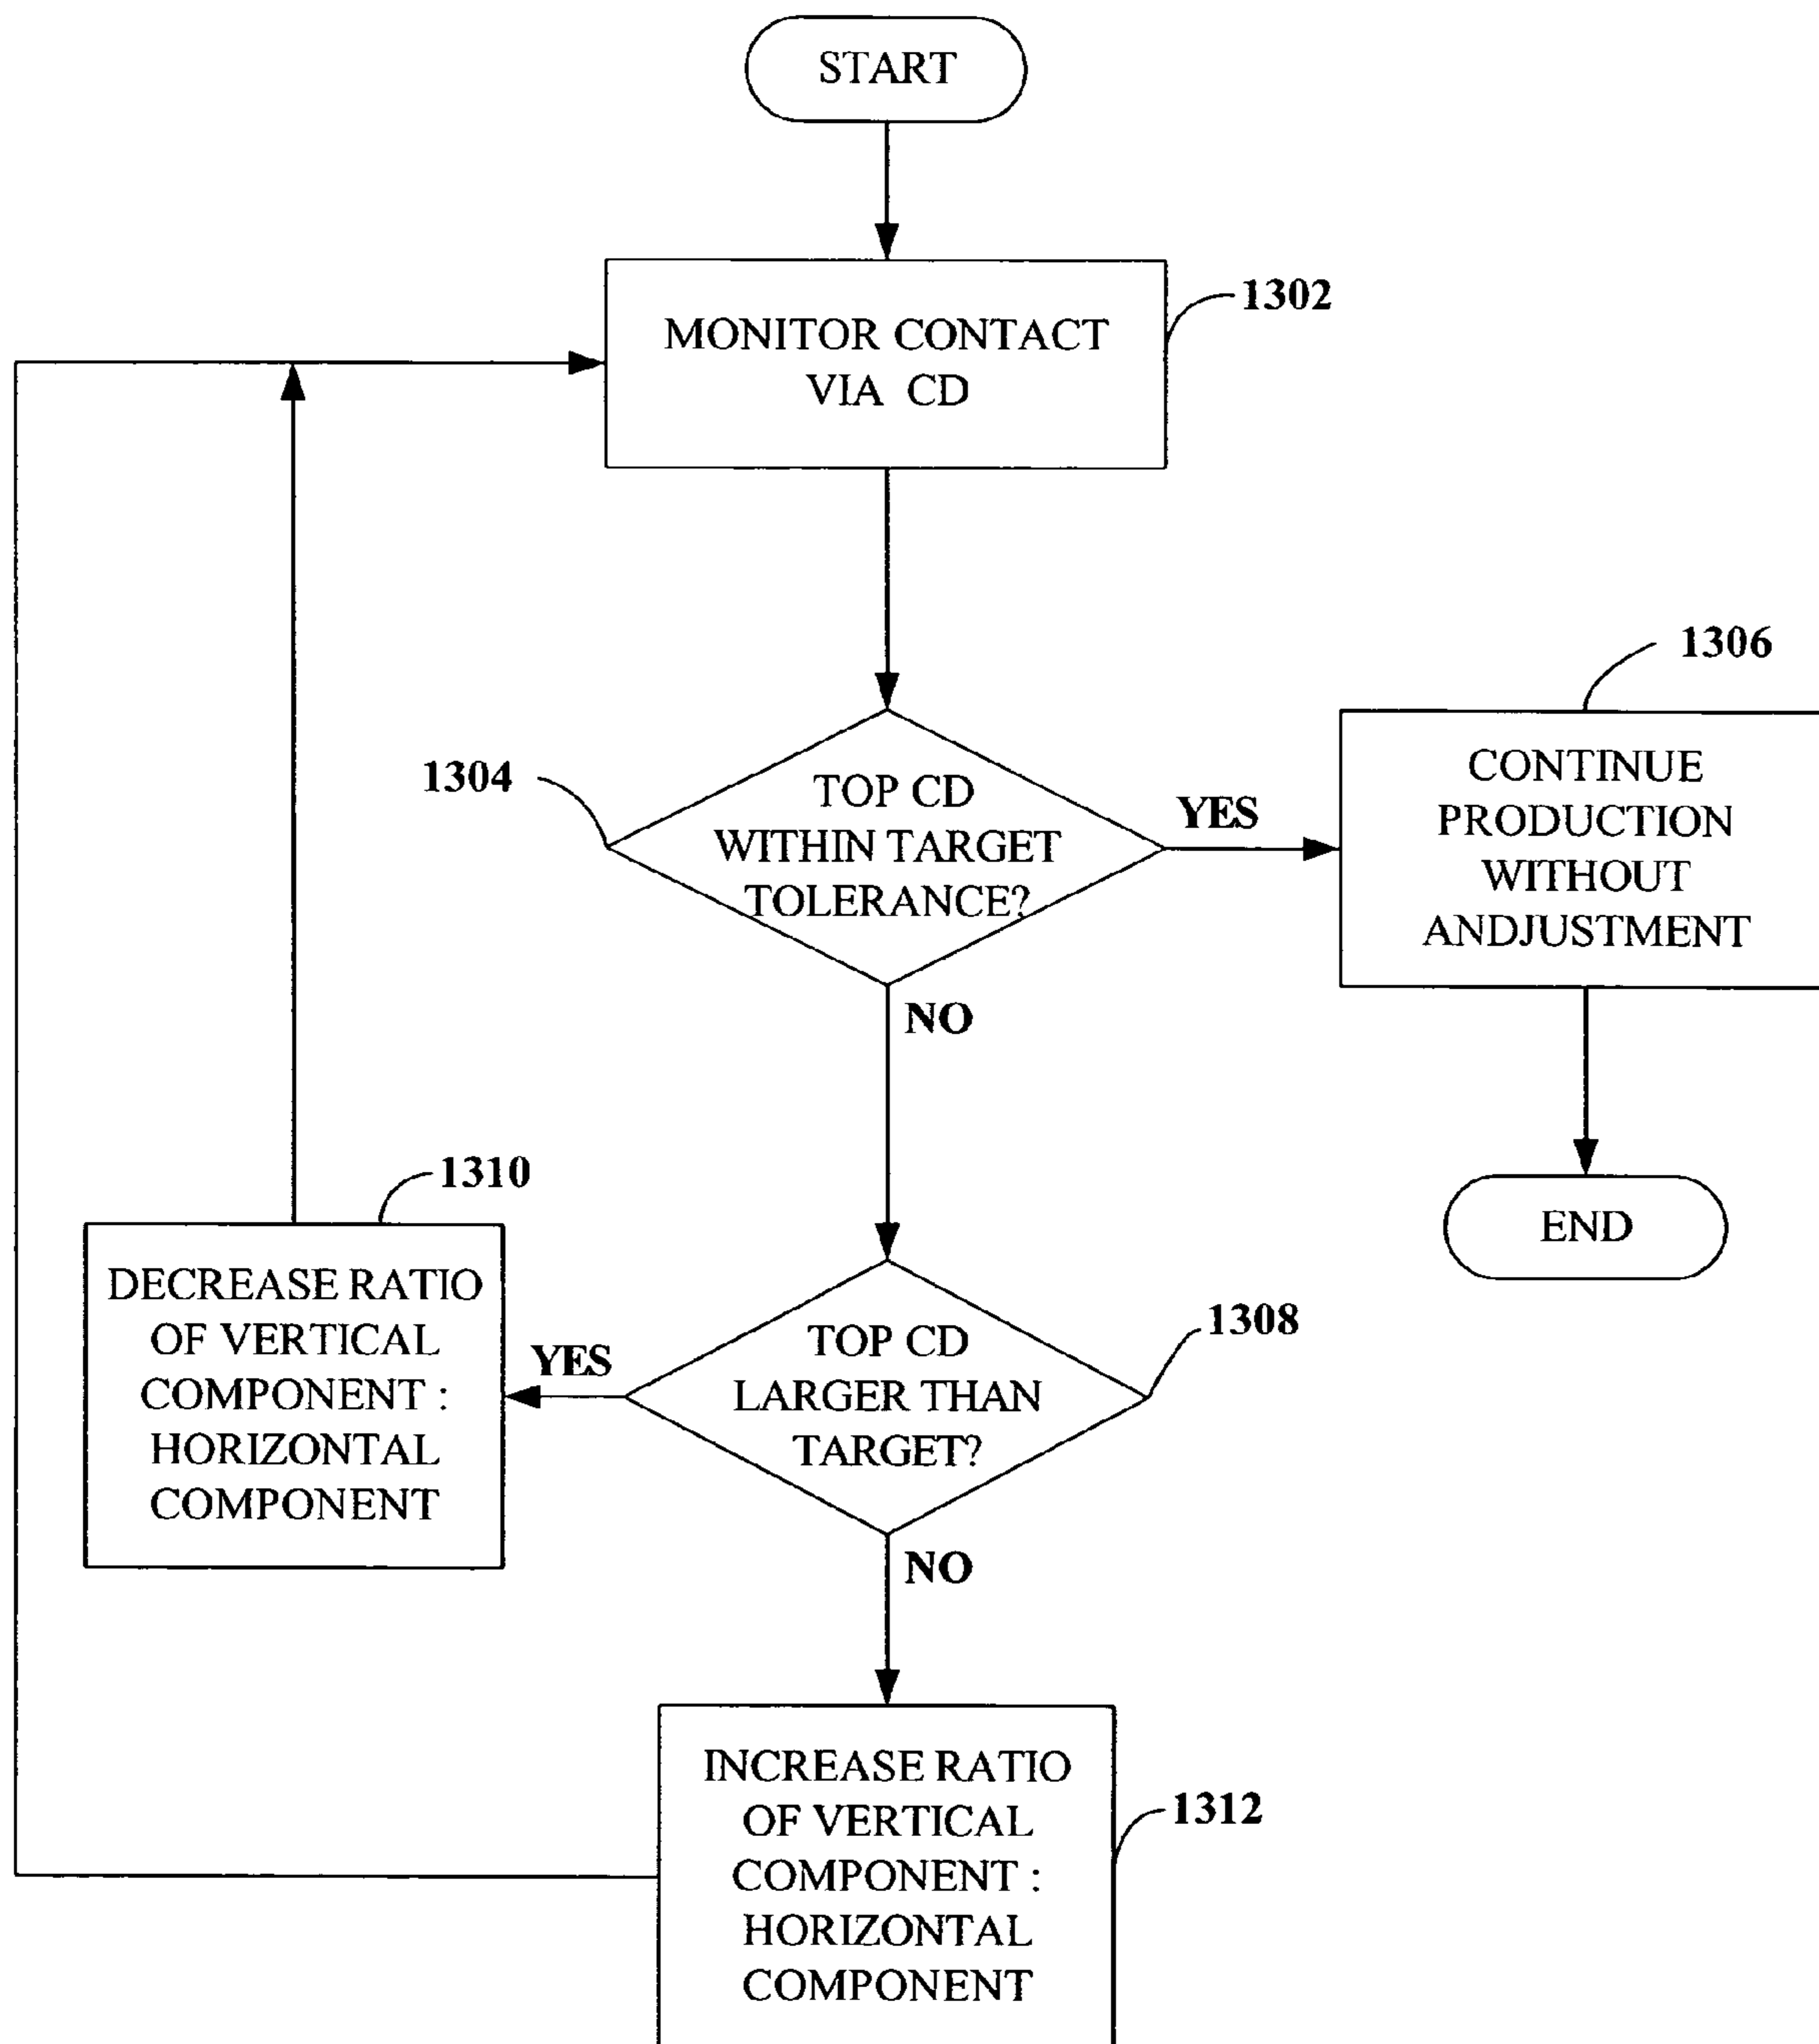 START
MONITOR CONTACT
VIA CD
1302
1304
TOP CD
WITHIN TARGET
TOLERANCE?
YES
1306
CONTINUE
PRODUCTION
WITHOUT
ANDJUSTMENT
NO
END
1310
DECREASE RATIO
OF VERTICAL
COMPONENT :
HORIZONTAL
COMPONENT
YES
TOP CD
LARGER THAN
TARGET?
1308
NO
INCREASE RATIO
OF VERTICAL
COMPONENT :
HORIZONTAL
COMPONENT
1312